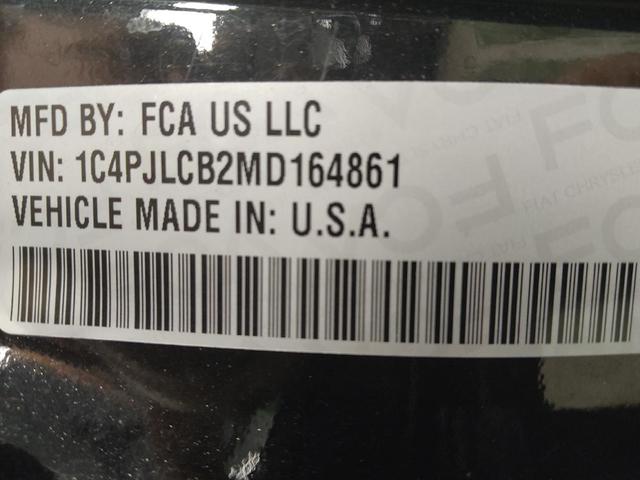 MFD BY: FCA US LLC
VIN: 1C4PJLCB2MD164861
VEHICLE MADE IN: U.S.A.